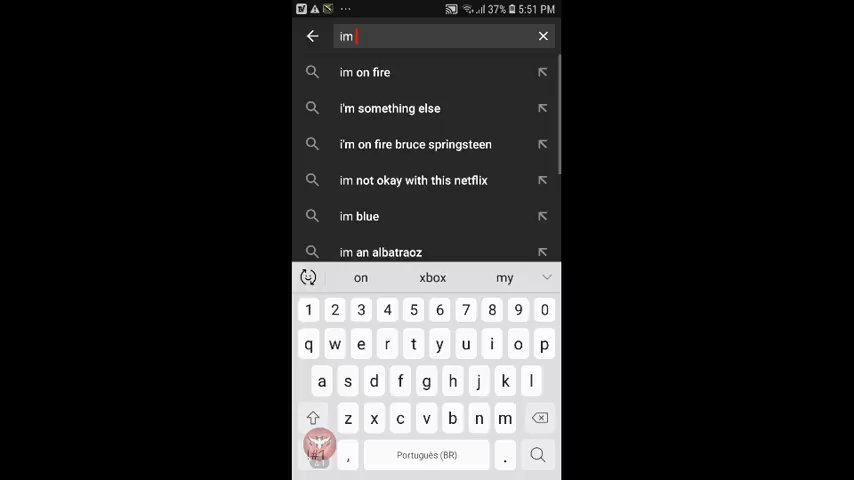 37% 5:51 PM
im
im on fire
i'm something else
i'm on fire bruce springsteen
im not okay with this netflix
im blue
im an albatraoz
on xbox my
1 2 3 4 5 6 7 8 9 0
q w e r t y u i o p
a s d f g h j k l
z x c v b n m
!#1 , Português (BR) .